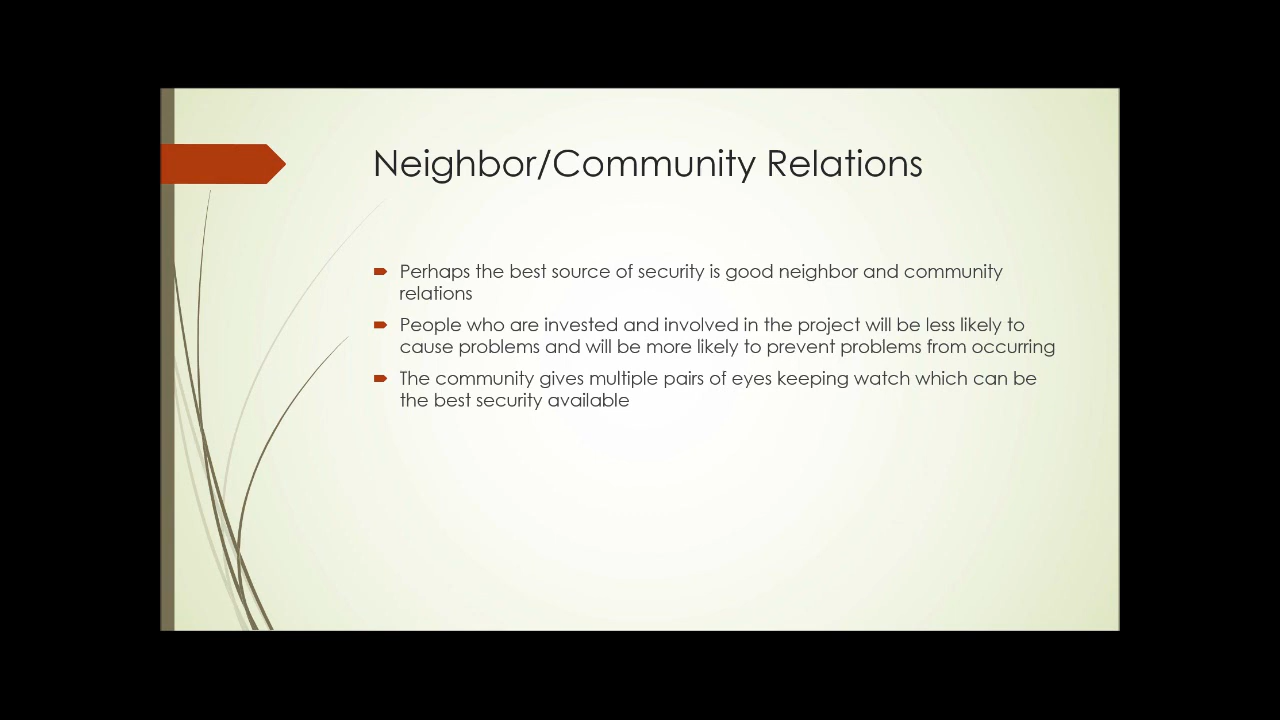 Neighbor/Community Relations
Perhaps the best source of security is good neighbor and community
relations
People who are invested and involved in the project will be less likely to
cause problems and will be more likely to prevent problems from occurring
The community gives multiple pairs of eyes keeping watch which can be
the best security available